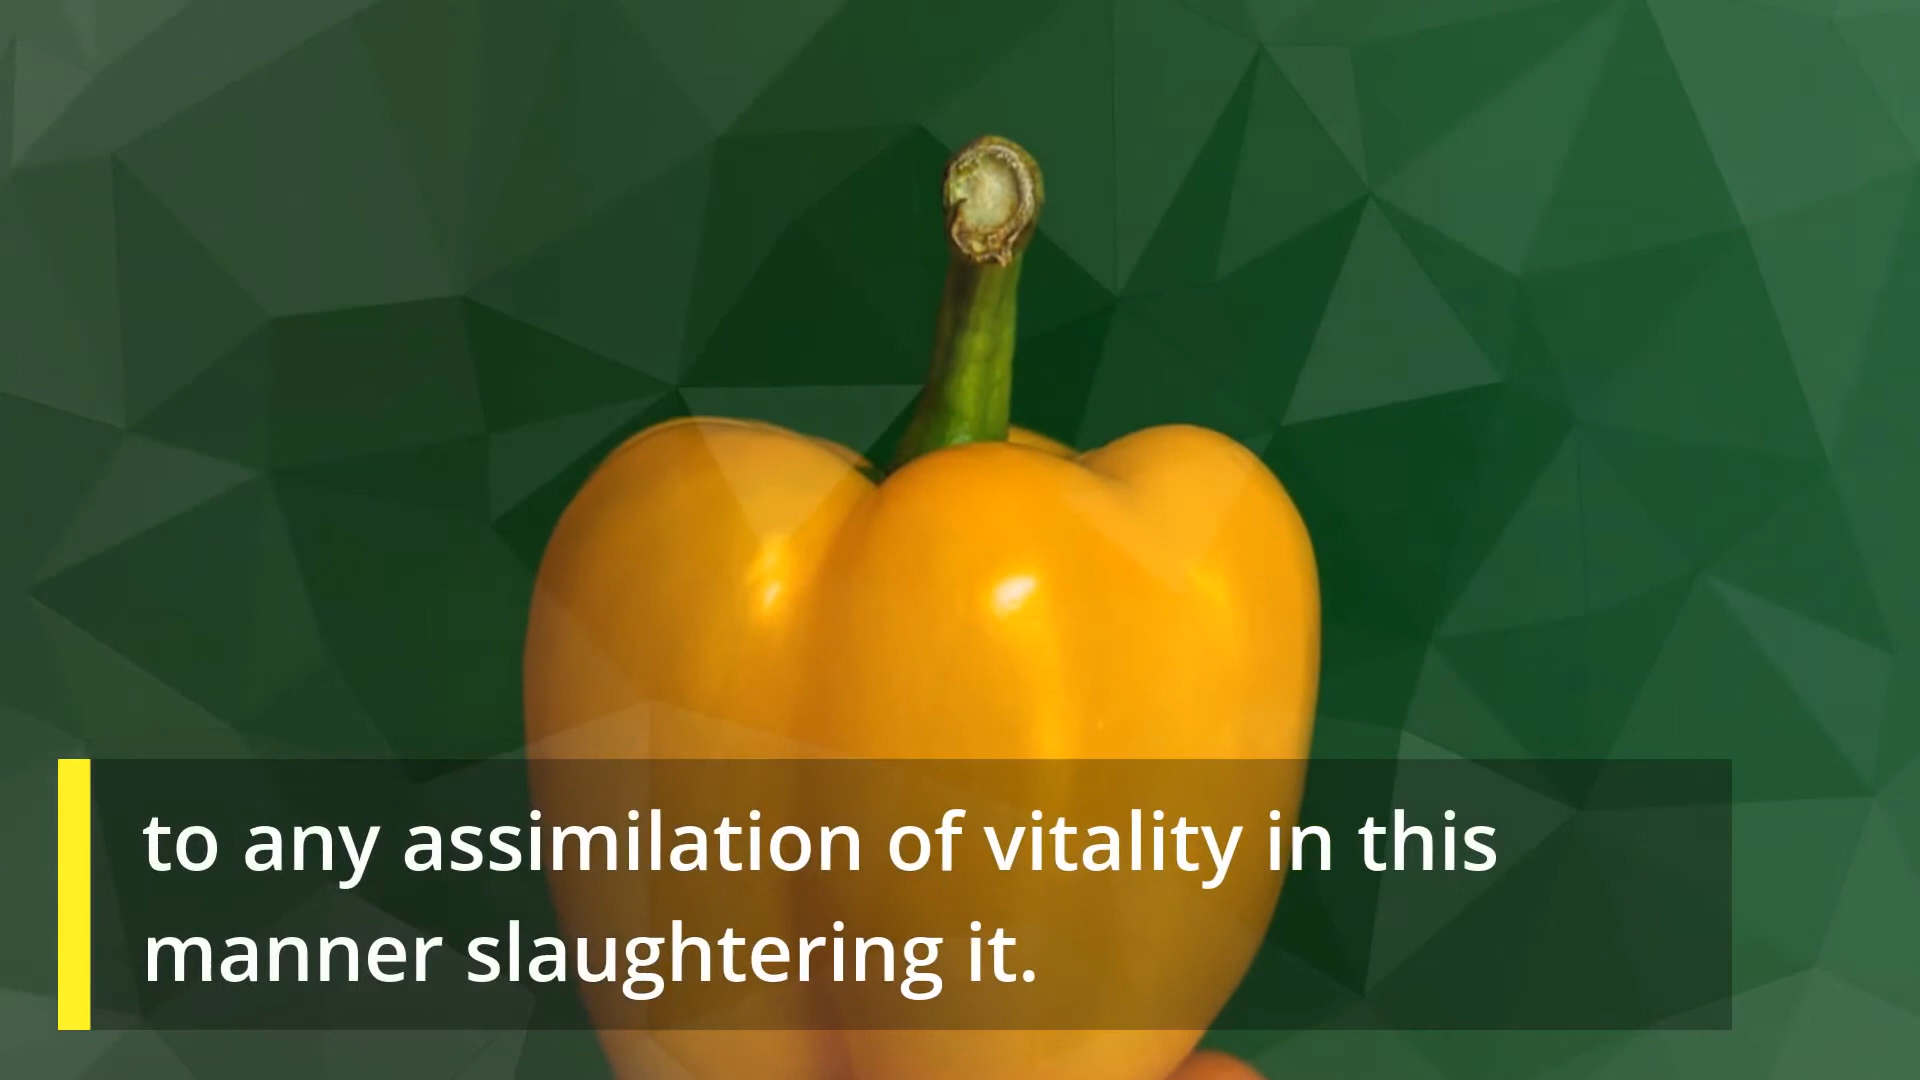 to any assimilation of vitality in this
manner slaughtering it.